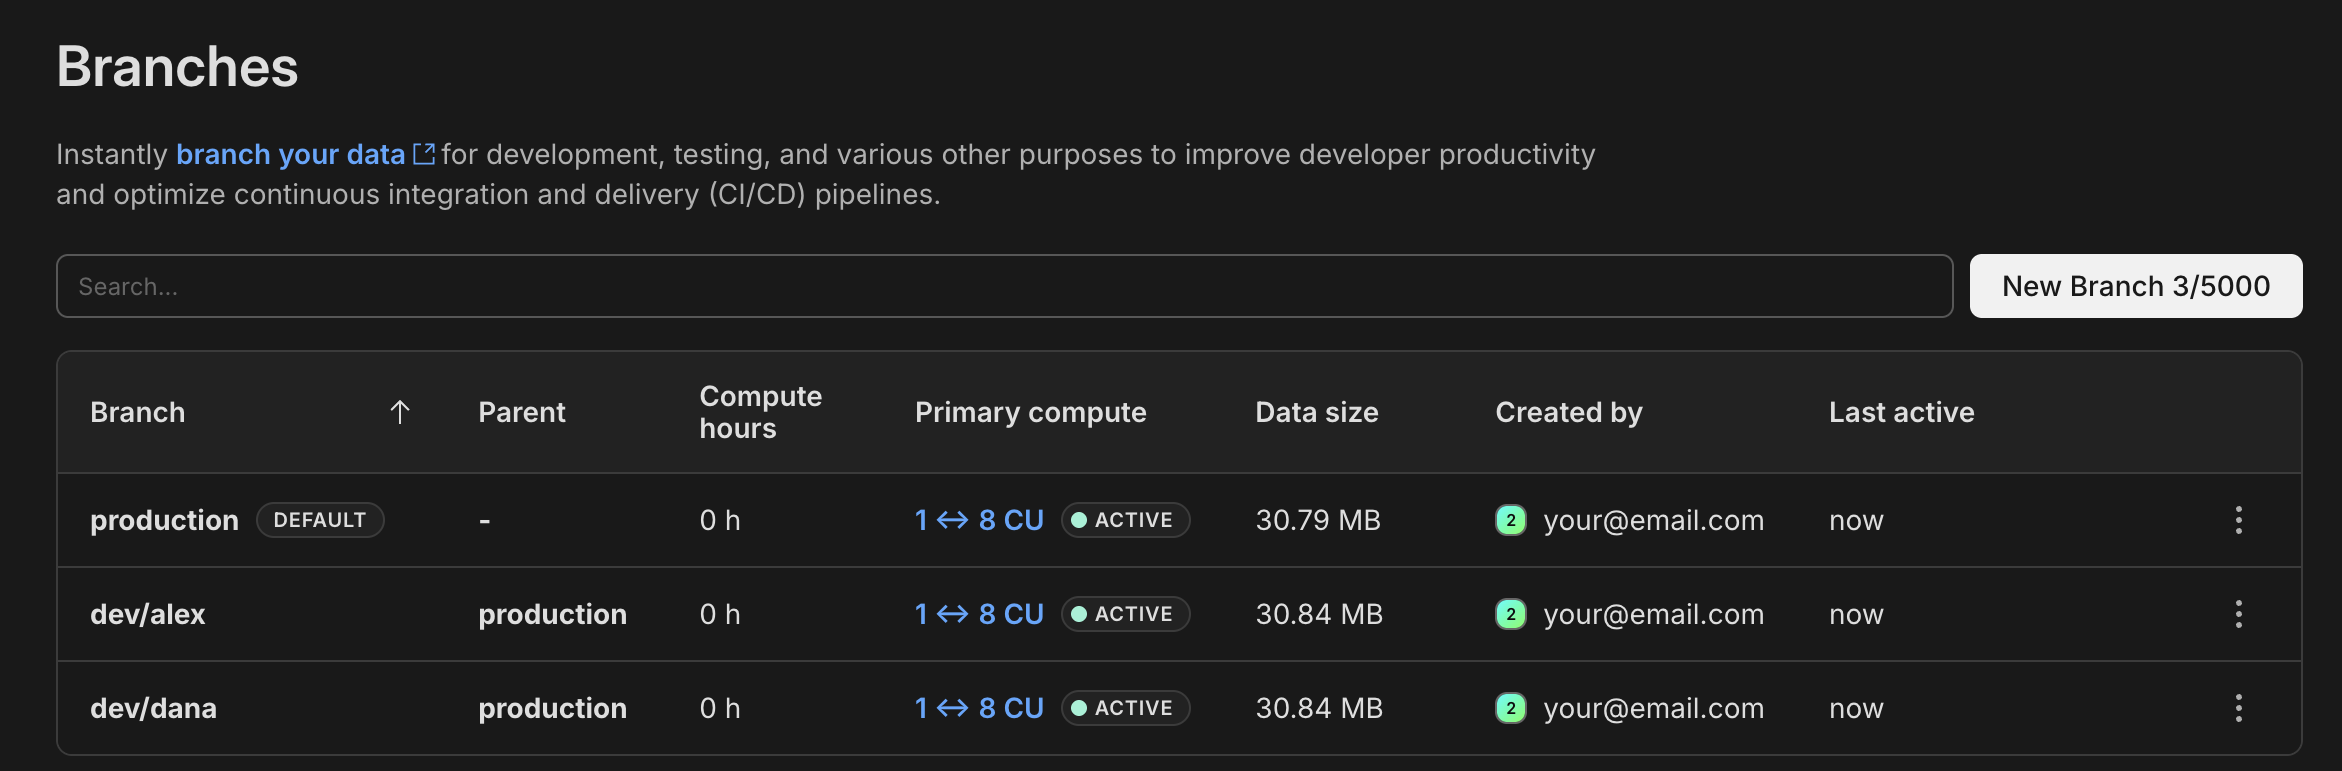 Branches
Instantly branch your data for development, testing, and various other purposes to improve developer productivity
and optimize continuous integration and delivery (CI/CD) pipelines.
Search...
New Branch 3/5000
Branch ↑ Parent Compute hours Primary compute Data size Created by Last active
production DEFAULT - 0 h 1 ↔ 8 CU ACTIVE 30.79 MB 2 your@email.com now
dev/alex production 0 h 1 ↔ 8 CU ACTIVE 30.84 MB 2 your@email.com now
dev/dana production 0 h 1 ↔ 8 CU ACTIVE 30.84 MB 2 your@email.com now